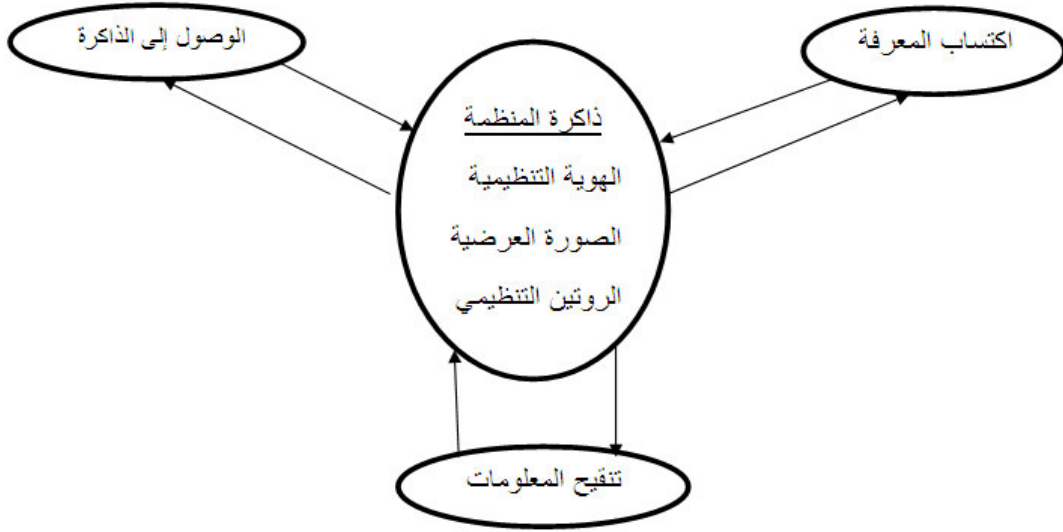 اكتساب المعرفة
الوصول إلى الذاكرة
ذاكرة المنظمة
الهوية التنظيمية
الصورة العرضية
الروتين التنظيمي
تنقيح المعلومات